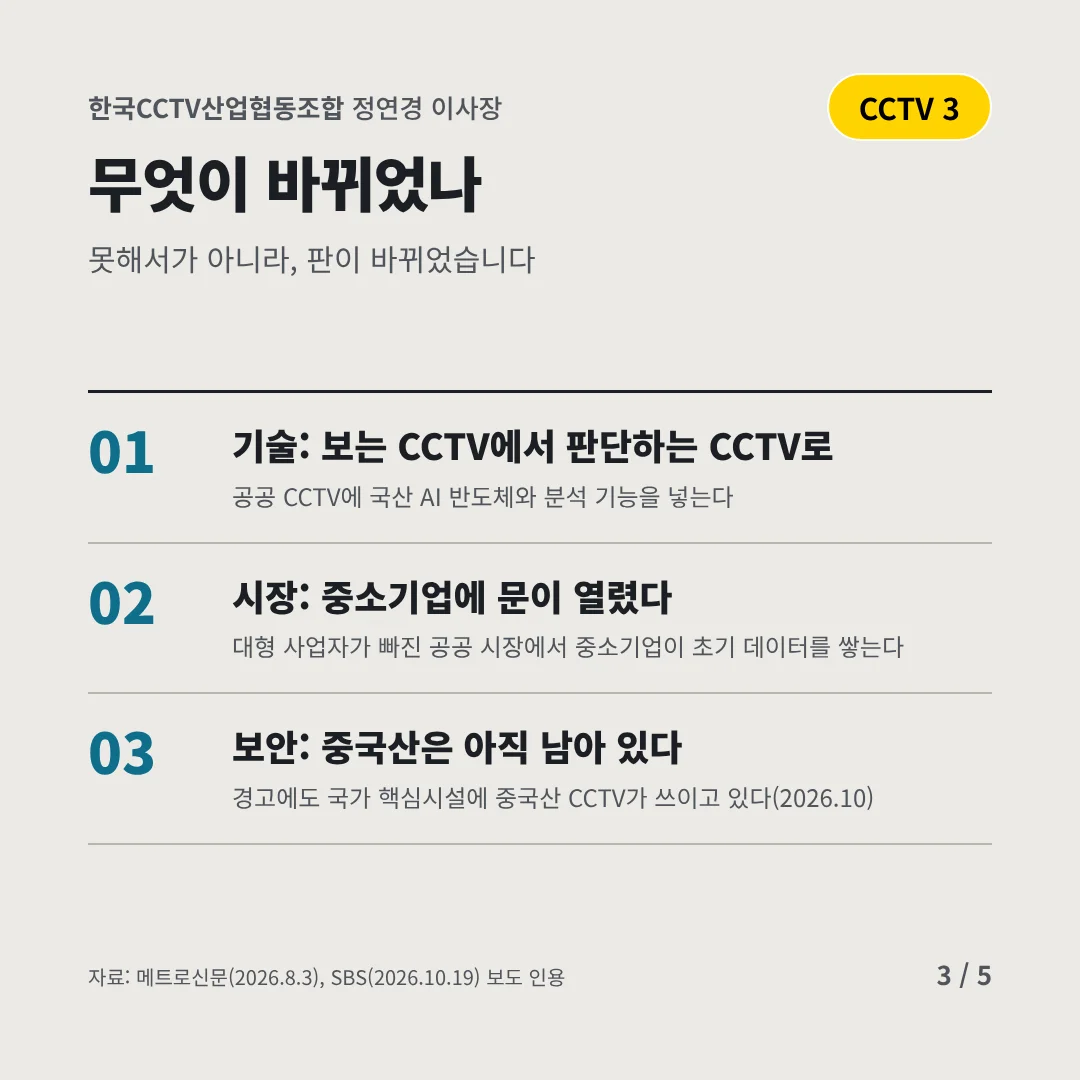 한국CCTV산업협동조합 정연경 이사장
CCTV 3
무엇이 바뀌었나
못해서가 아니라, 판이 바뀌었습니다
01
기술: 보는 CCTV에서 판단하는 CCTV로
공공 CCTV에 국산 AI 반도체와 분석 기능을 넣는다
02
시장: 중소기업에 문이 열렸다
대형 사업자가 빠진 공공 시장에서 중소기업이 초기 데이터를 쌓는다
03
보안: 중국산은 아직 남아 있다
경고에도 국가 핵심시설에 중국산 CCTV가 쓰이고 있다(2026.10)
자료: 메트로신문(2026.8.3), SBS(2026.10.19) 보도 인용
3 / 5